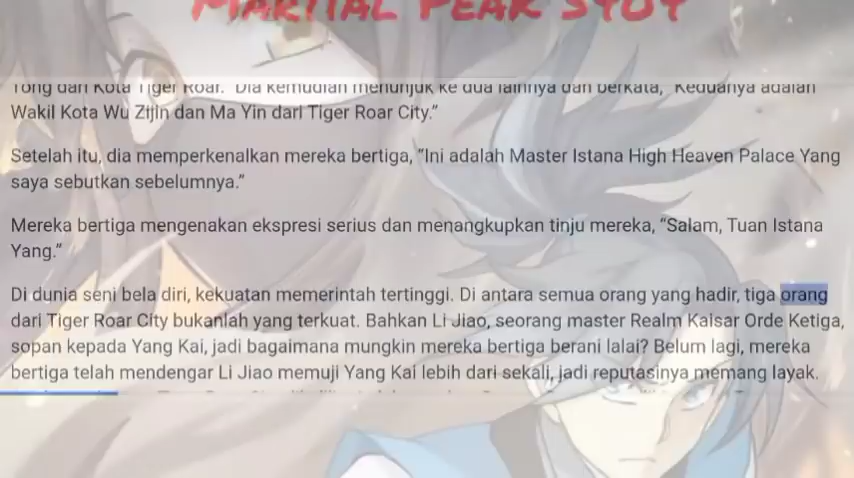 MARTIAL PEAK STOY
Tong dari Kota Tiger Roar.” Dia kemudian menunjuk ke dua lainnya dan berkata, “Keduanya adalah
Wakil Kota Wu Zijin dan Ma Yin dari Tiger Roar City.”
Setelah itu, dia memperkenalkan mereka bertiga, “Ini adalah Master Istana High Heaven Palace Yang
saya sebutkan sebelumnya.”
Mereka bertiga mengenakan ekspresi serius dan menangkupkan tinju mereka, “Salam, Tuan Istana
Yang.”
Di dunia seni bela diri, kekuatan memerintah tertinggi. Di antara semua orang yang hadir, tiga orang
dari Tiger Roar City bukanlah yang terkuat. Bahkan Li Jiao, seorang master Realm Kaisar Orde Ketiga,
sopan kepada Yang Kai, jadi bagaimana mungkin mereka bertiga berani lalai? Belum lagi, mereka
bertiga telah mendengar Li Jiao memuji Yang Kai lebih dari sekali, jadi reputasinya memang layak.